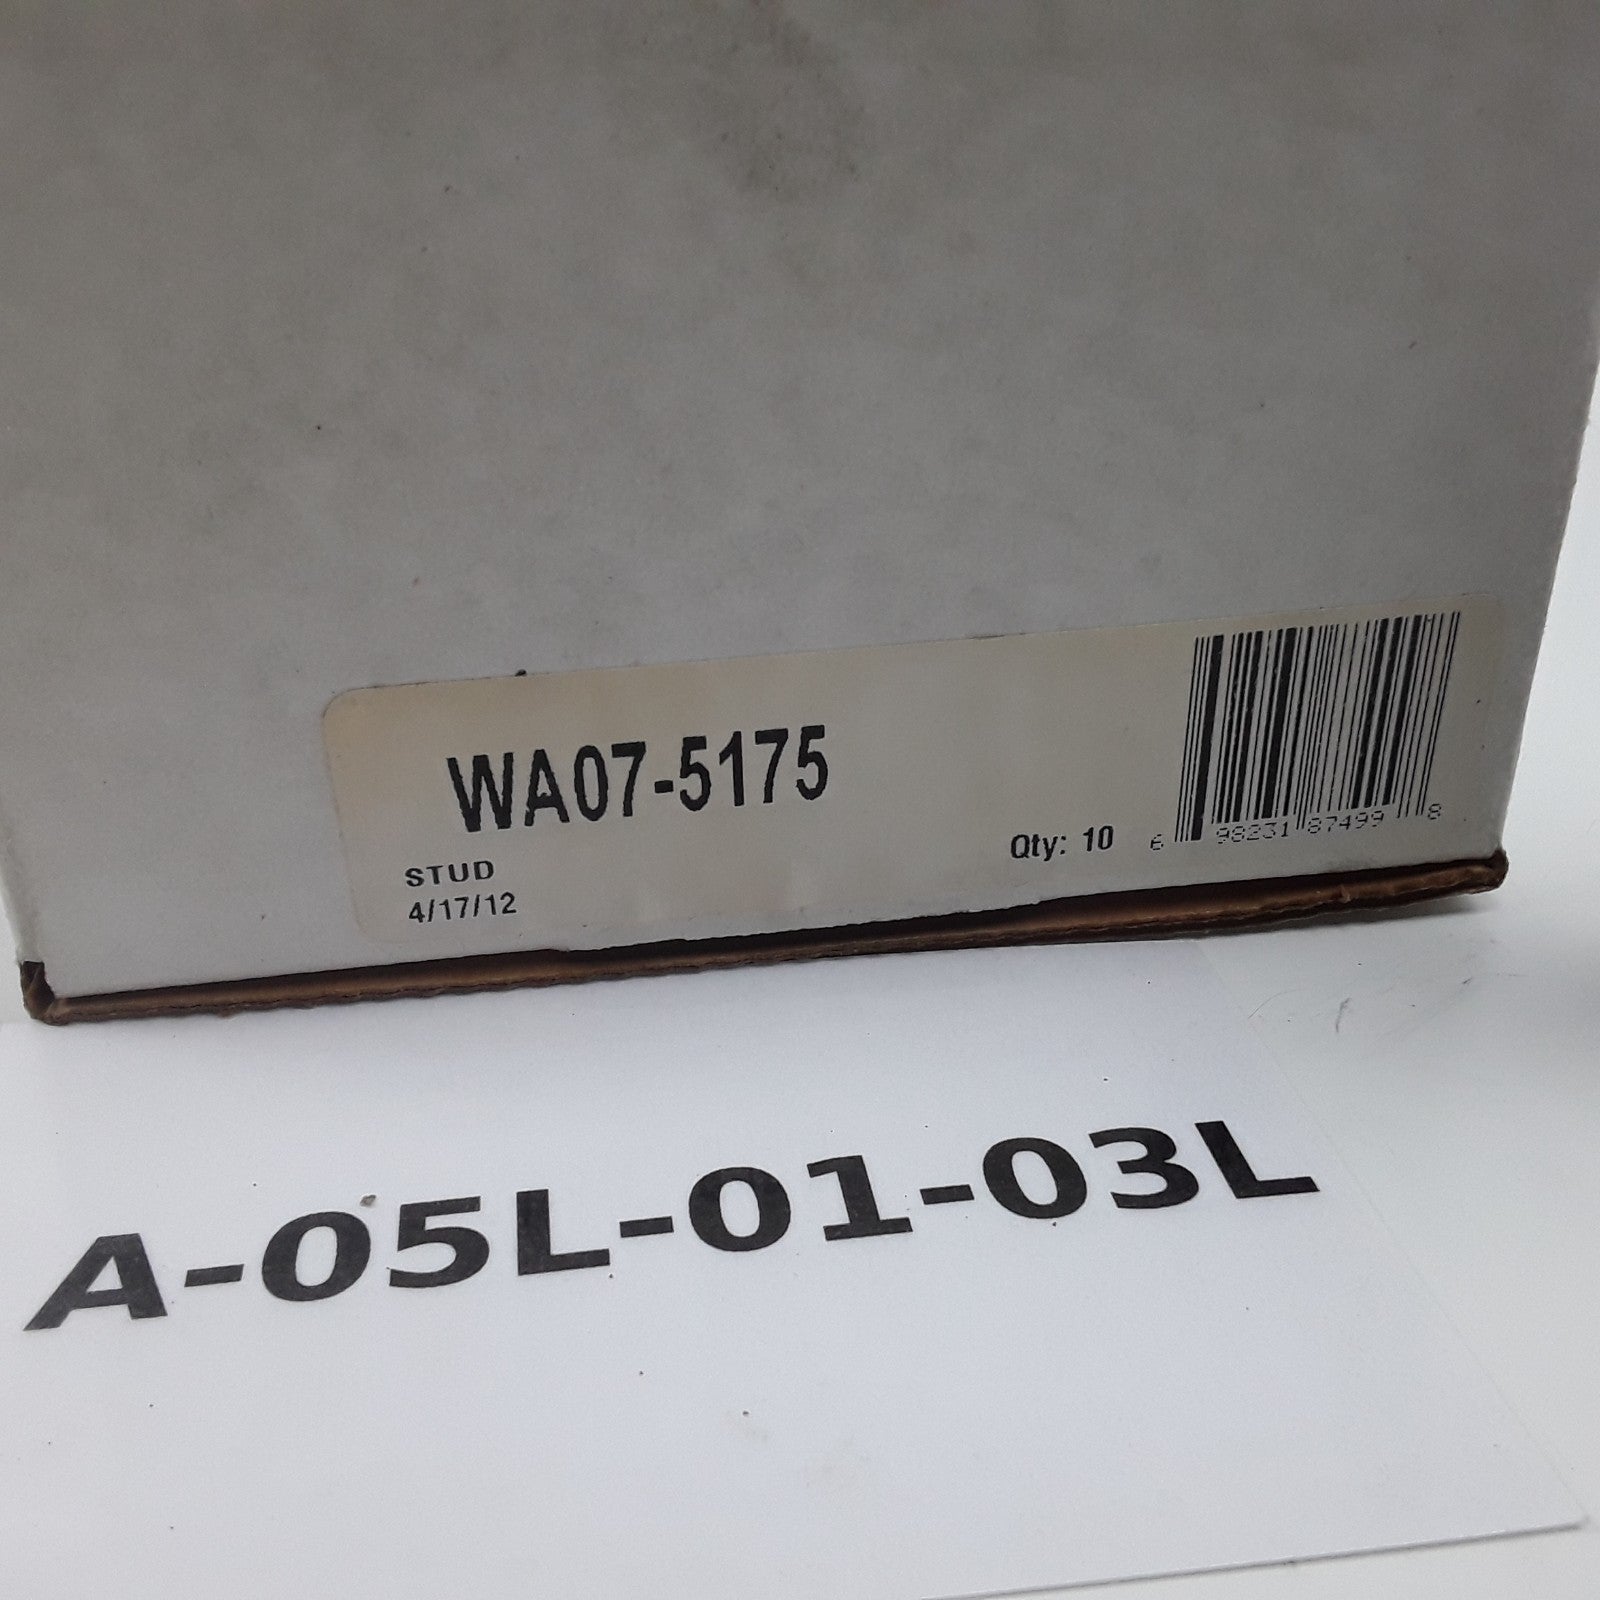 WA07-5175
STUD
4/17/12
Qty: 10
6 98231 87499 8
A-05L-01-03L